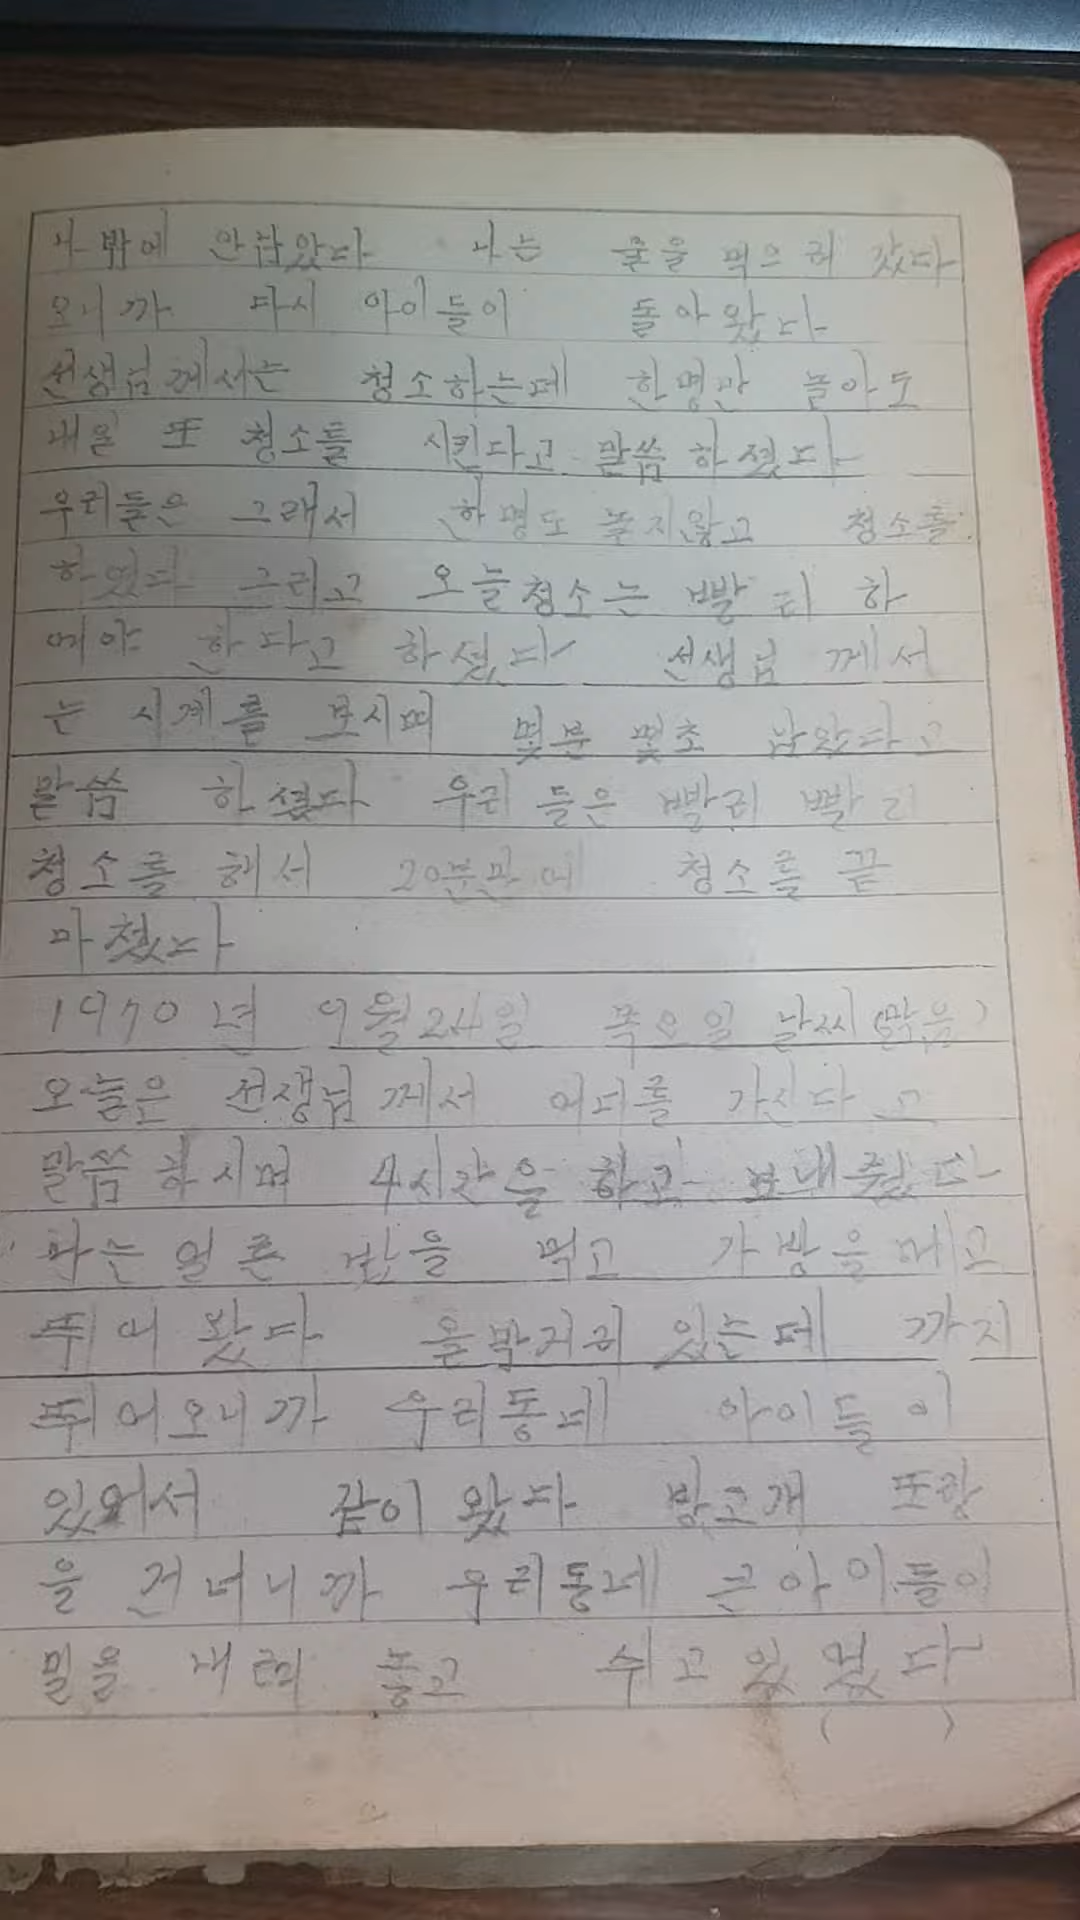 나밖에 안남았다 나는 물을 먹으러 갔다
오니까 다시 아이들이 돌아왔다
선생님께서는 청소하는데 한명만 놀아도
내일 또 청소를 시킨다고 말씀 하셨다
우리들은 그래서 한명도 놀지않고 청소를
하였다 그리고 오늘 청소는 빨리 하
에야 한다고 하셨다 선생님 께서
는 시계를 보시며 몇분 몇초 남았다고
말씀 하셨다 우리 들은 빨리 빨리
청소를 해서 20분만에 청소를 끝
마쳤다
1970년 9월24일 목요일 날씨(맑음)
오늘은 선생님께서 어디를 가신다고
말씀 하시며 4시간을 하고 보내줬다
나는 얼른 밥을 먹고 가방을 메고
뛰어 왔다 있는데 까지
뛰어오니까 우리동네 아이들이
있어서 같이 왔다 밤고개 또랑
을 건너니까 우리동네 큰아이들이
밀을 내려 놓고 쉬고 있었다
( )